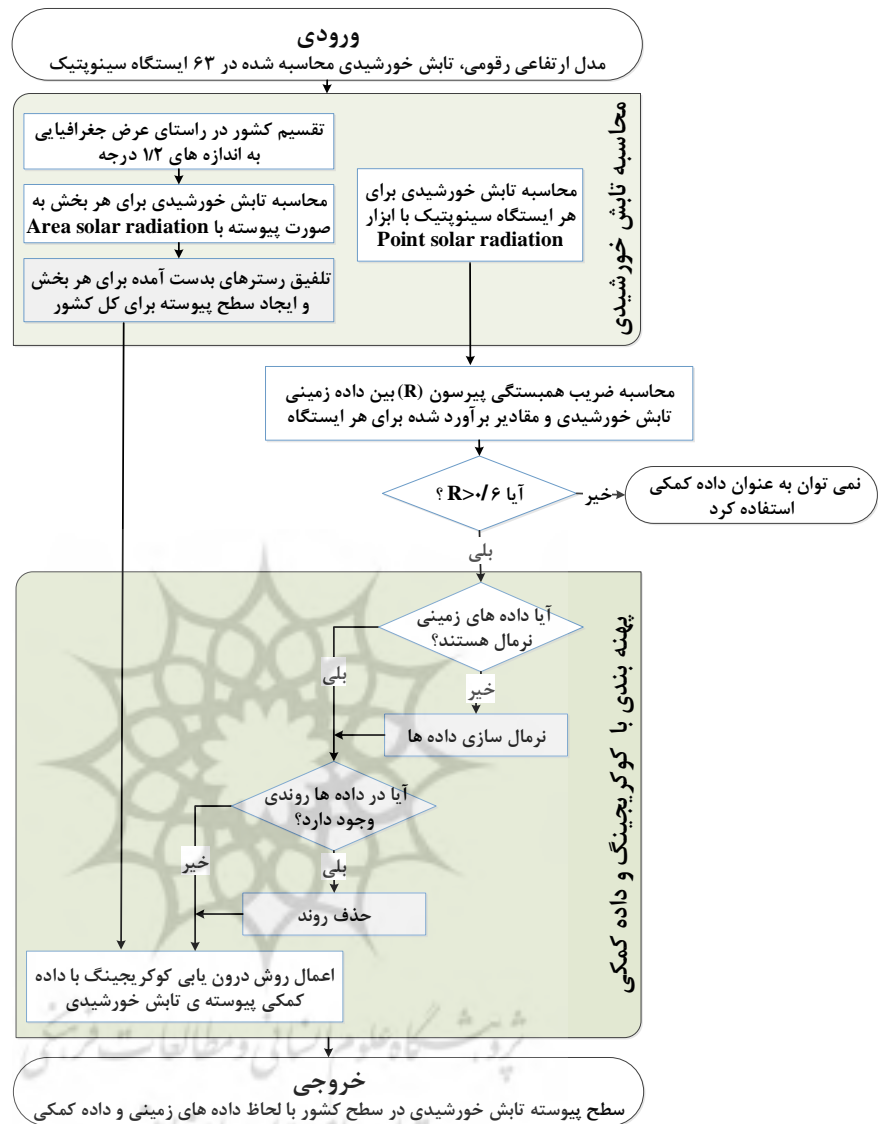 ورودی
مدل ارتفاعی رقومی، تابش خورشیدی محاسبه شده در ۶۳ ایستگاه سینوپتیک
محاسبه تابش خورشیدی
تقسیم کشور در راستای عرض جغرافیایی
به اندازه های ۱/۲ درجه
محاسبه تابش خورشیدی برای هر بخش به
صورت پیوسته با Area solar radiation
تلفیق رسترهای بدست آمده برای هر بخش
و ایجاد سطح پیوسته برای کل کشور
محاسبه تابش خورشیدی برای
هر ایستگاه سینوپتیک با ابزار
Point solar radiation
محاسبه ضریب همبستگی پیرسون (R) بین داده زمینی
تابش خورشیدی و مقادیر برآورد شده برای هر ایستگاه
آیا R>۰/۶ ؟
خیر
نمی توان به عنوان داده کمکی
استفاده کرد
بلی
پهنه بندی با کوکریجینگ و داده کمکی
آیا داده های زمینی
نرمال هستند؟
بلی
خیر
نرمال سازی داده ها
آیا در داده ها روندی
وجود دارد؟
خیر
بلی
حذف روند
اعمال روش درون یابی کوکریجینگ با داده
کمکی پیوسته ی تابش خورشیدی
پژوهشگاه علوم انسانی و مطالعات فرهنگی
خروجی
سطح پیوسته تابش خورشیدی در سطح کشور با لحاظ داده های زمینی و داده کمکی